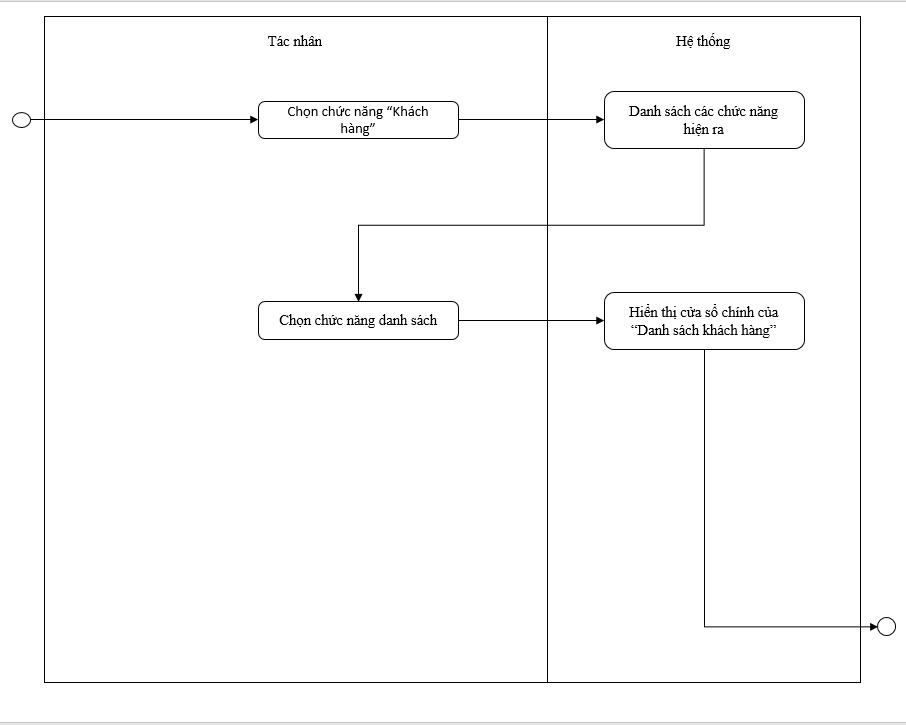 Tác nhân
Hệ thống
Chọn chức năng “Khách
hàng”
Danh sách các chức năng
hiện ra
Chọn chức năng danh sách
Hiển thị cửa sổ chính của
“Danh sách khách hàng”